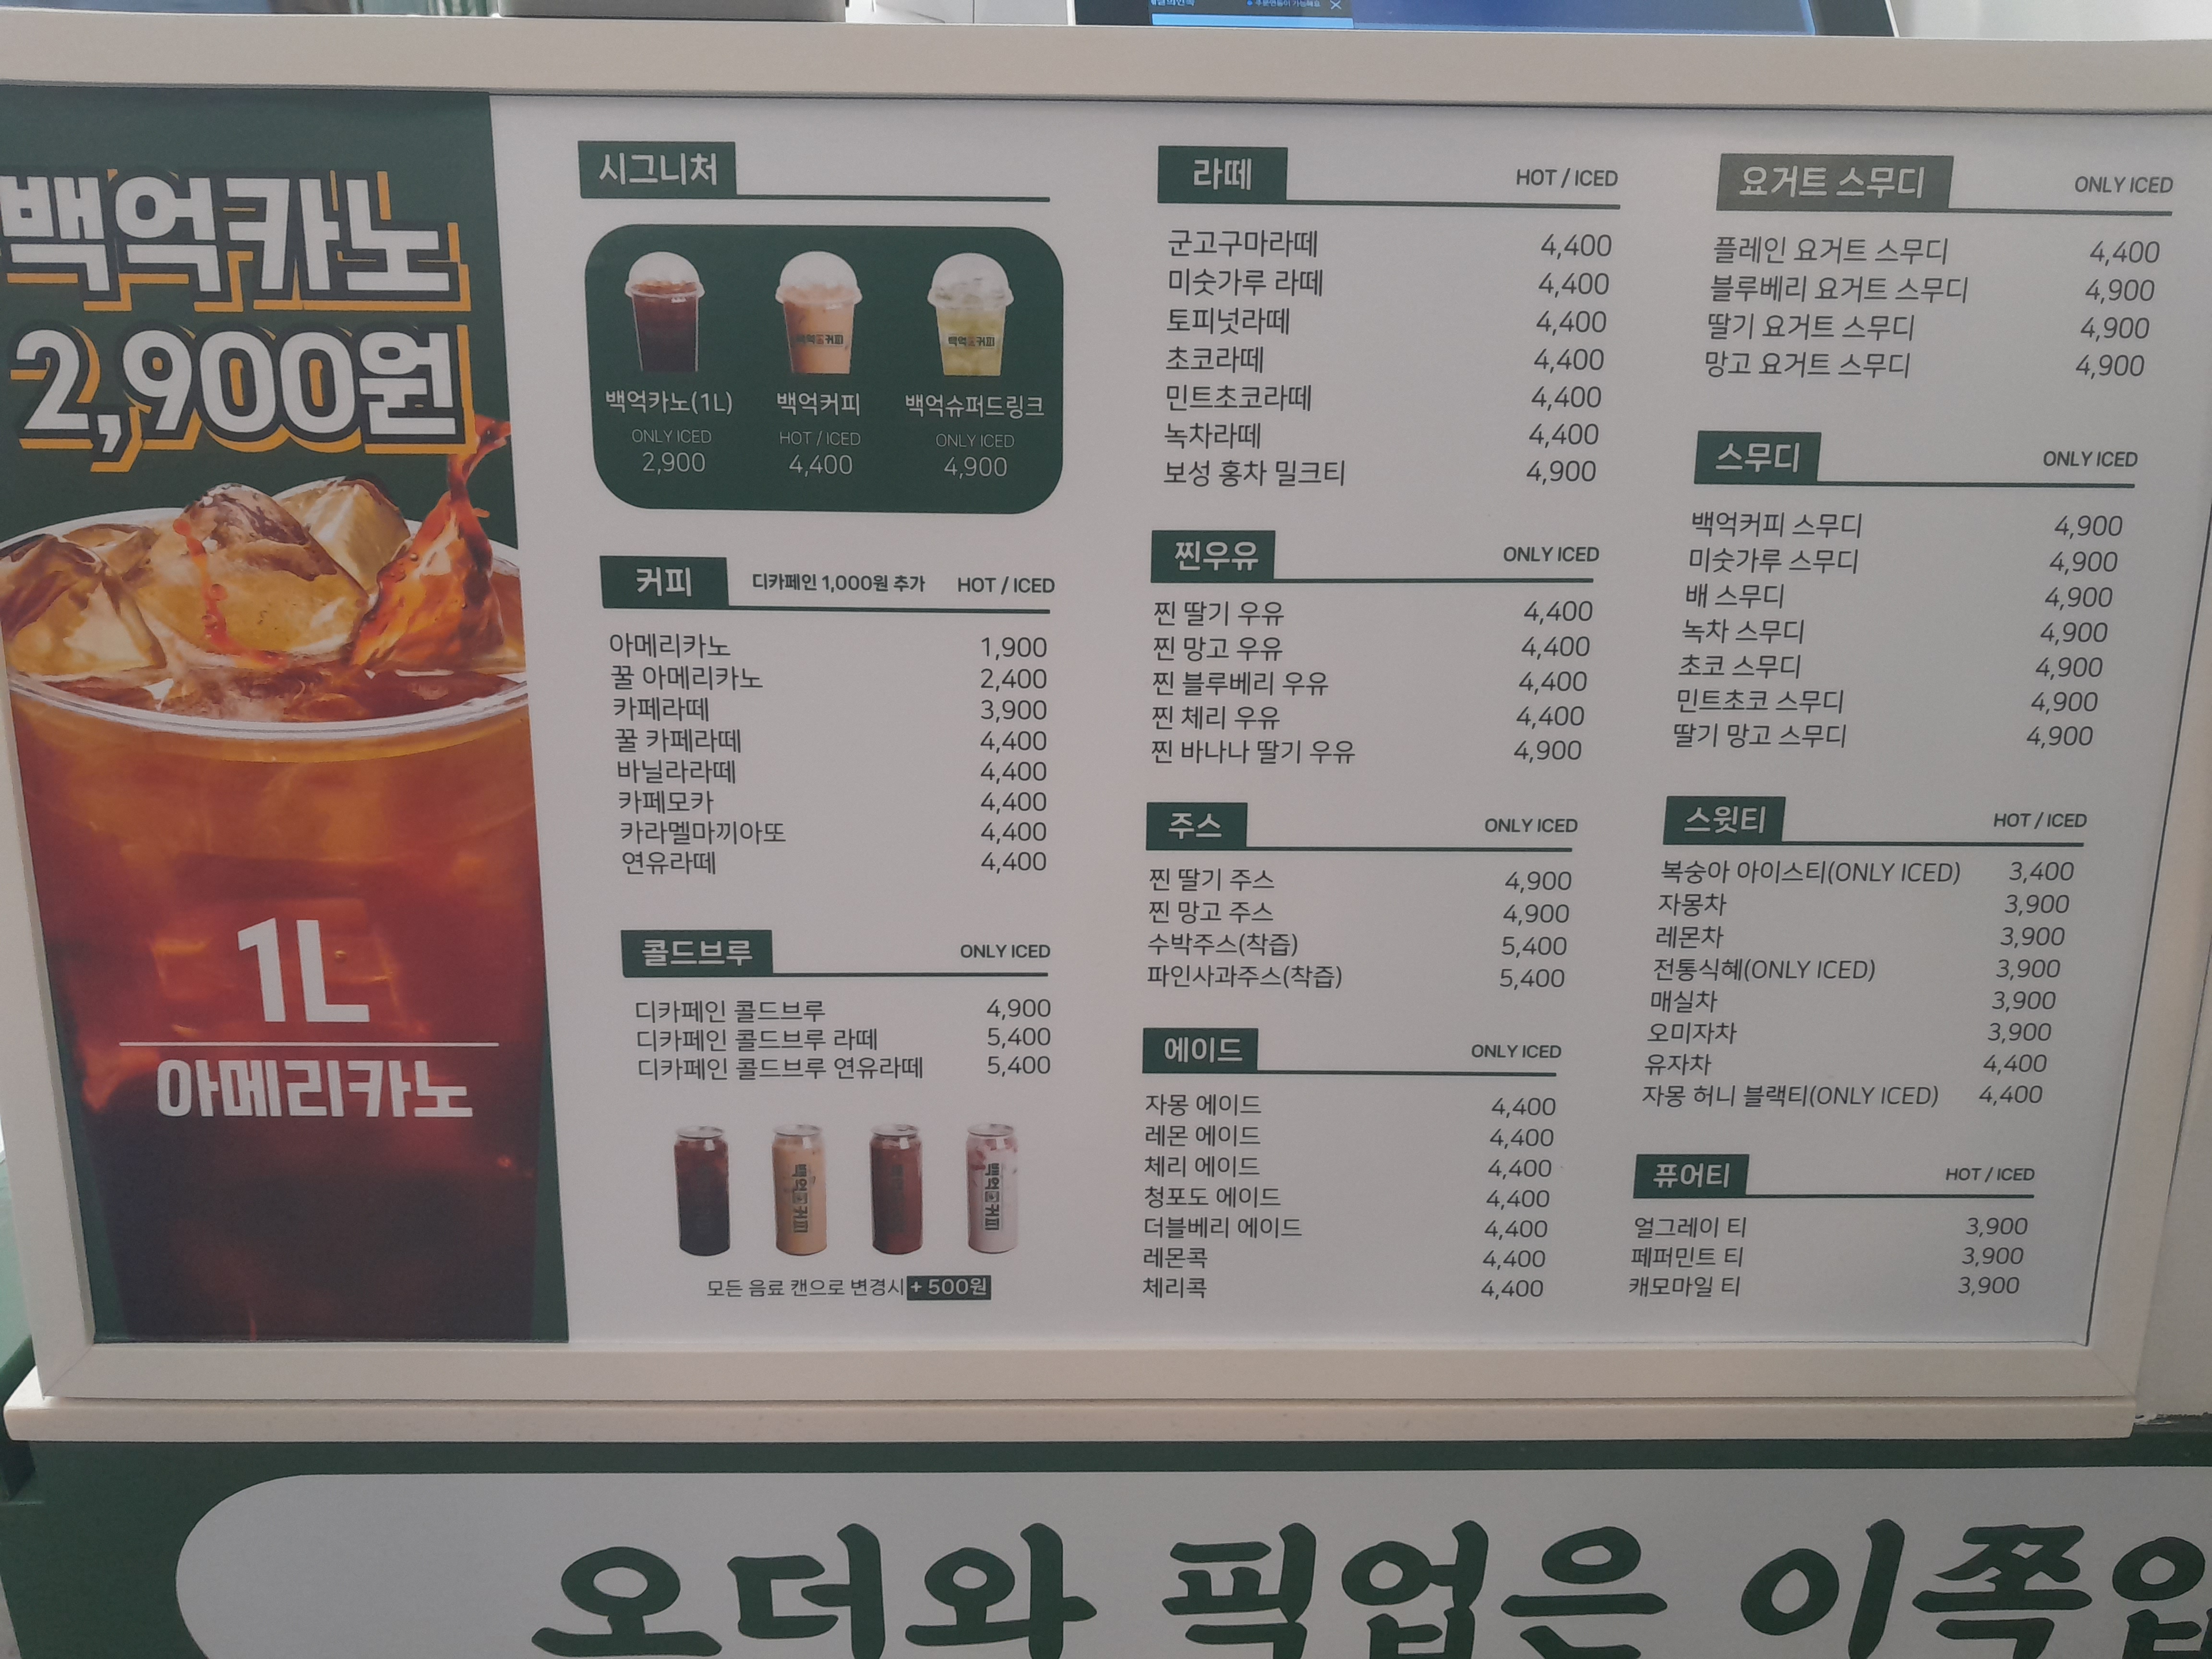 백억카노
2,900원
1L
아메리카노
시그니처
백억카노(1L)
ONLY ICED
2,900
백억커피
HOT / ICED
4,400
백억슈퍼드링크
ONLY ICED
4,900
커피 디카페인 1,000원 추가 HOT / ICED
아메리카노 1,900
꿀 아메리카노 2,400
카페라떼 3,900
꿀 카페라떼 4,400
바닐라라떼 4,400
카페모카 4,400
카라멜마끼아또 4,400
연유라떼 4,400
콜드브루 ONLY ICED
디카페인 콜드브루 4,900
디카페인 콜드브루 라떼 5,400
디카페인 콜드브루 연유라떼 5,400
백억커피
백억커피
모든 음료 캔으로 변경시 + 500원
라떼 HOT / ICED
군고구마라떼 4,400
미숫가루 라떼 4,400
토피넛라떼 4,400
초코라떼 4,400
민트초코라떼 4,400
녹차라떼 4,400
보성 홍차 밀크티 4,900
찐우유 ONLY ICED
찐 딸기 우유 4,400
찐 망고 우유 4,400
찐 블루베리 우유 4,400
찐 체리 우유 4,400
찐 바나나 딸기 우유 4,900
주스 ONLY ICED
찐 딸기 주스 4,900
찐 망고 주스 4,900
수박주스(착즙) 5,400
파인사과주스(착즙) 5,400
에이드 ONLY ICED
자몽 에이드 4,400
레몬 에이드 4,400
체리 에이드 4,400
청포도 에이드 4,400
더블베리 에이드 4,400
레몬콕 4,400
체리콕 4,400
요거트 스무디 ONLY ICED
플레인 요거트 스무디 4,400
블루베리 요거트 스무디 4,900
딸기 요거트 스무디 4,900
망고 요거트 스무디 4,900
스무디 ONLY ICED
백억커피 스무디 4,900
미숫가루 스무디 4,900
배 스무디 4,900
녹차 스무디 4,900
초코 스무디 4,900
민트초코 스무디 4,900
딸기 망고 스무디 4,900
스윗티 HOT / ICED
복숭아 아이스티(ONLY ICED) 3,400
자몽차 3,900
레몬차 3,900
전통식혜(ONLY ICED) 3,900
매실차 3,900
오미자차 3,900
유자차 4,400
자몽 허니 블랙티(ONLY ICED) 4,400
퓨어티 HOT / ICED
얼그레이 티 3,900
페퍼민트 티 3,900
캐모마일 티 3,900
오더와 픽업은 이쪽